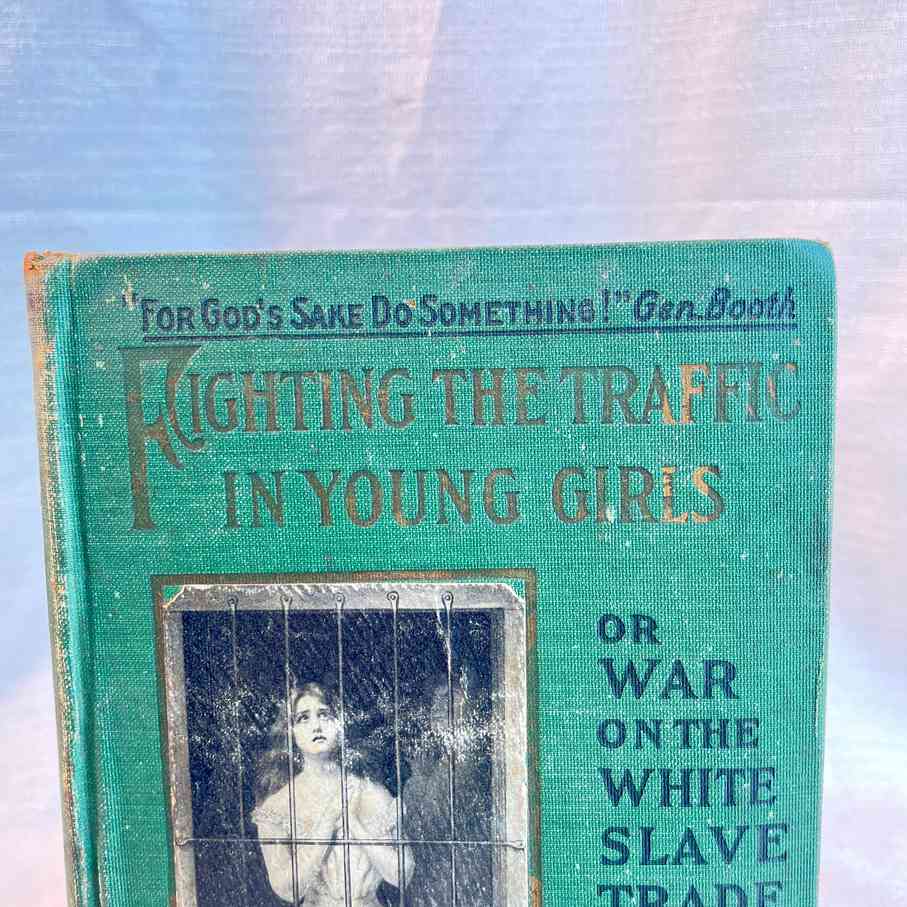 "FOR GOD'S SAKE DO SOMETHING!" Gen. Booth
FIGHTING THE TRAFFIC
IN YOUNG GIRLS
OR
WAR
ON THE
WHITE
SLAVE
TRADE